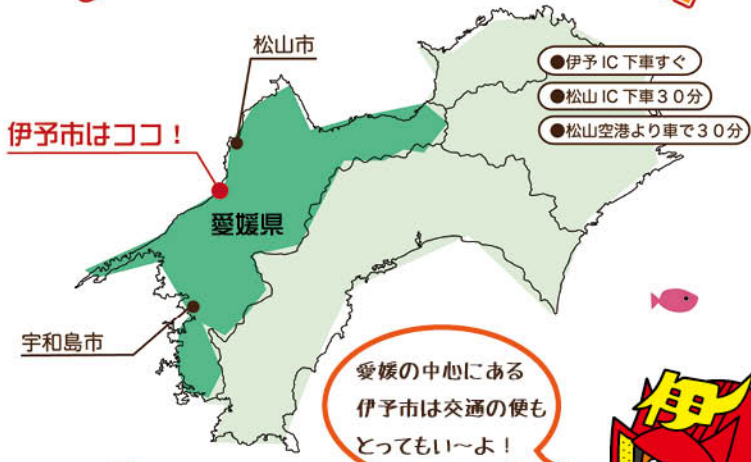 松山市
●伊予IC下車すぐ
●松山IC下車30分
●松山空港より車で30分
伊予市はココ！
愛媛県
宇和島市
愛媛の中心にある
伊予市は交通の便も
とってもい〜よ！
伊